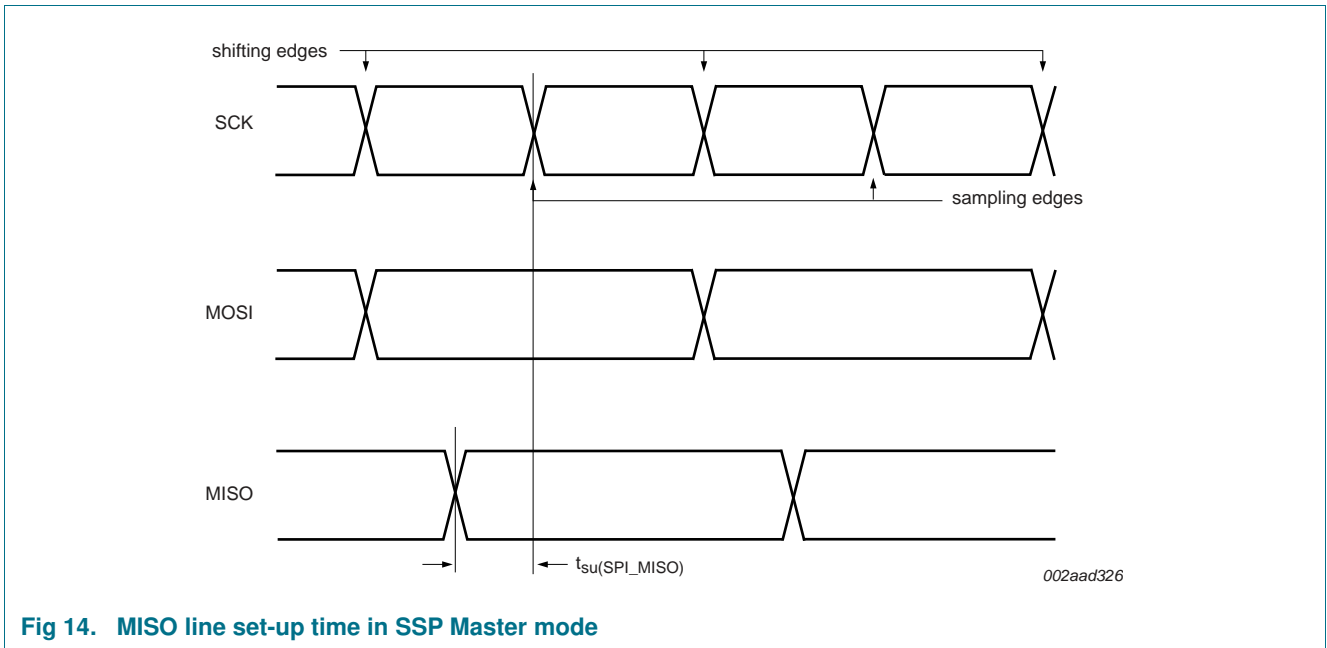 shifting edges
SCK
sampling edges
MOSI
MISO
tsu(SPI_MISO)
002aad326
Fig 14. MISO line set-up time in SSP Master mode